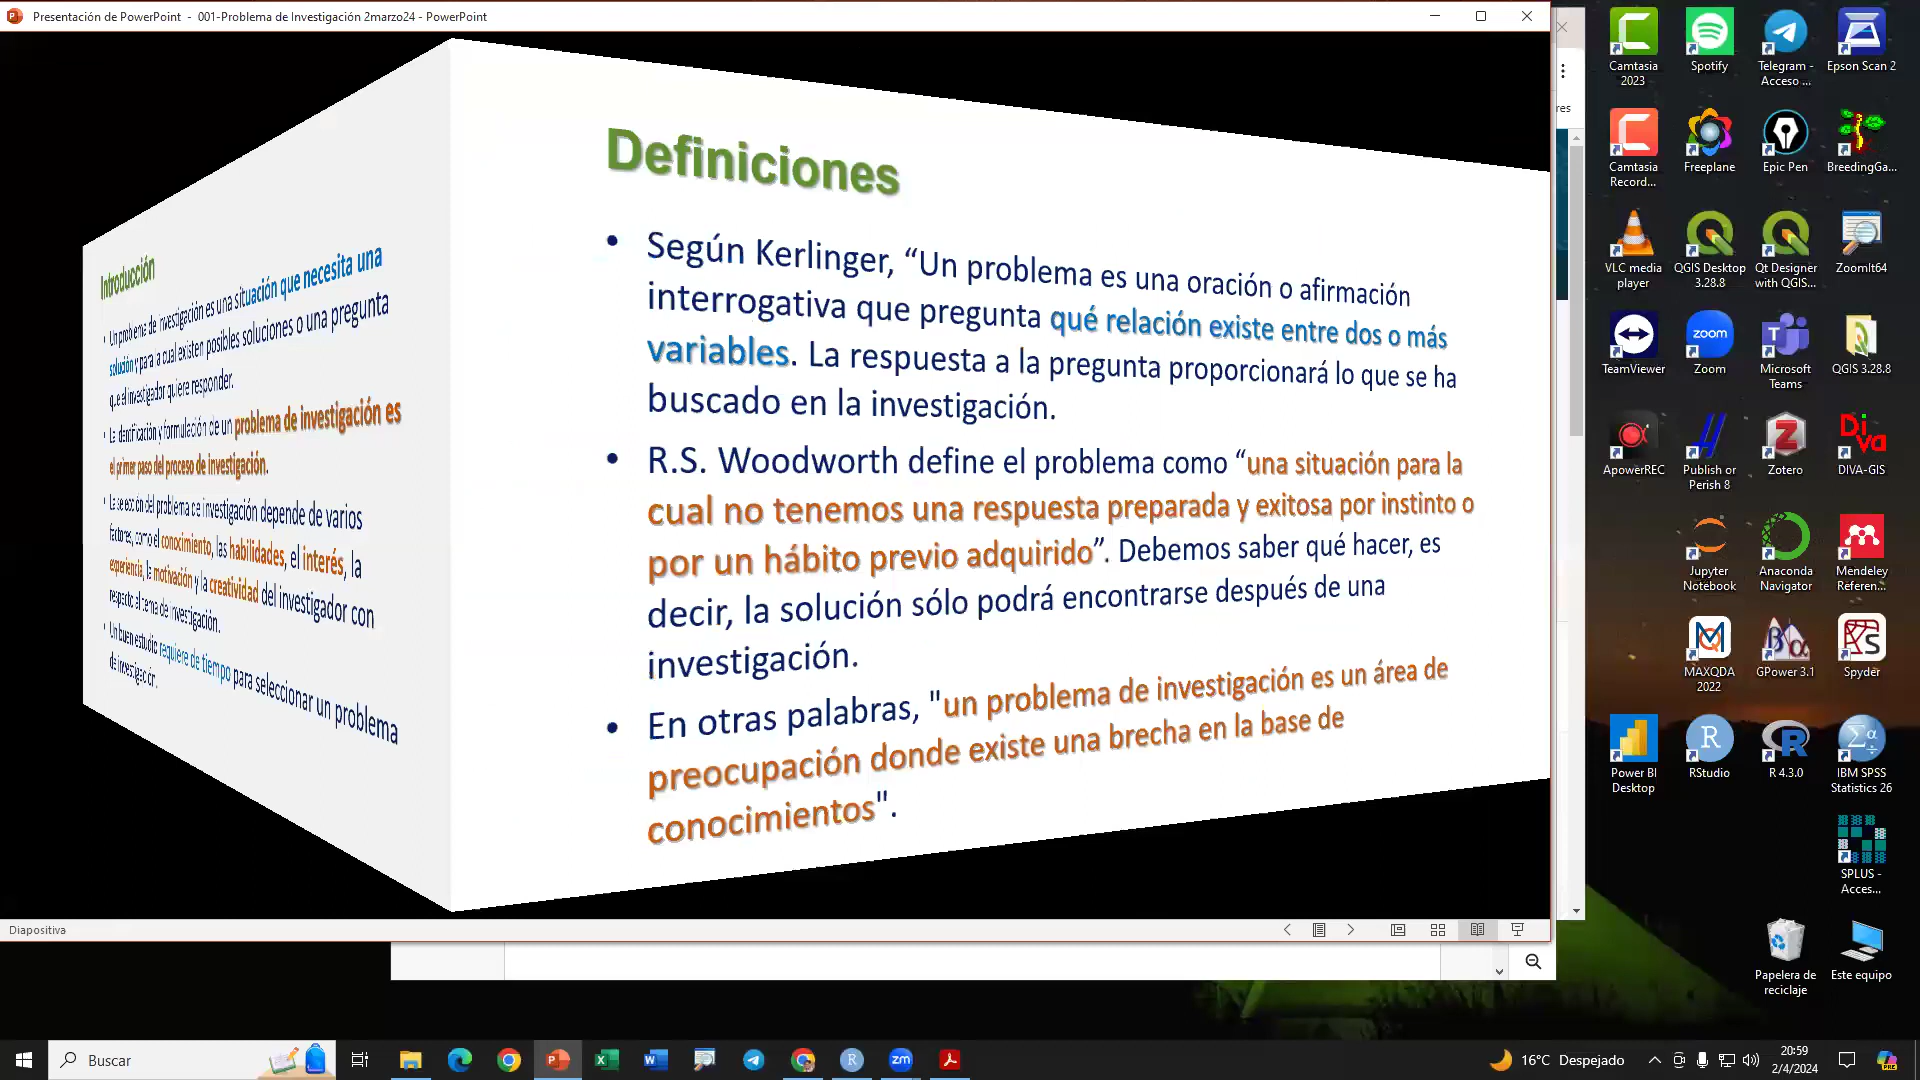 Presentación de PowerPoint - 001-Problema de Investigación 2marzo24 - PowerPoint
Introducción
• Un problema de investigación es una situación que necesita una
solución y para la cual existen posibles soluciones o una pregunta
que el investigador quiere responder.
• La identificación y formulación de un problema de investigación es
el primer paso del proceso de investigación.
• La selección del problema de investigación depende de varios
factores, como el conocimiento, las habilidades, el interés, la
experiencia, la motivación y la creatividad del investigador con
respecto al tema de investigación.
• Un buen estudio requiere de tiempo para seleccionar un problema
de investigación.
Definiciones
• Según Kerlinger, “Un problema es una oración o afirmación
interrogativa que pregunta qué relación existe entre dos o más
variables. La respuesta a la pregunta proporcionará lo que se ha
buscado en la investigación.
• R.S. Woodworth define el problema como “una situación para la
cual no tenemos una respuesta preparada y exitosa por instinto o
por un hábito previo adquirido”. Debemos saber qué hacer, es
decir, la solución sólo podrá encontrarse después de una
investigación.
• En otras palabras, "un problema de investigación es un área de
preocupación donde existe una brecha en la base de
conocimientos".
Diapositiva
res
Camtasia
2023
Spotify
Telegram -
Acceso ...
Epson Scan 2
Camtasia
Record...
Freeplane
Epic Pen
BreedingGa...
VLC media
player
QGIS Desktop
3.28.8
Qt Designer
with QGIS...
ZoomIt64
zoom
TeamViewer
Zoom
Microsoft
Teams
QGIS 3.28.8
Diva
ApowerREC
Publish or
Perish 8
Zotero
DIVA-GIS
Jupyter
Notebook
Anaconda
Navigator
Mendeley
Referen...
MAXQDA
2022
GPower 3.1
Spyder
Power BI
Desktop
RStudio
R 4.3.0
IBM SPSS
Statistics 26
SPLUS -
Acces...
Papelera de
reciclaje
Este equipo
Buscar
zm
16°C Despejado
20:59
2/4/2024